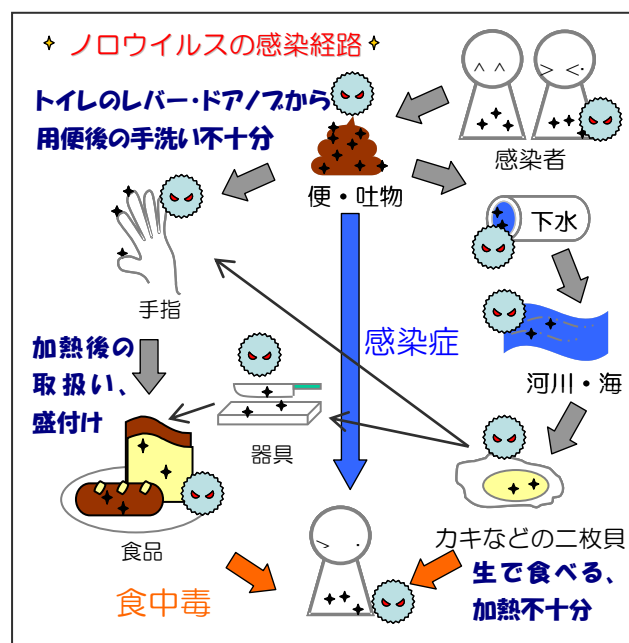 ノロウイルスの感染経路
トイレのレバー・ドアノブから
用便後の手洗い不十分
感染者
便・吐物
下水
手指
感染症
河川・海
加熱後の
取扱い、
盛付け
器具
カキなどの二枚貝
食品
生で食べる、
加熱不十分
食中毒